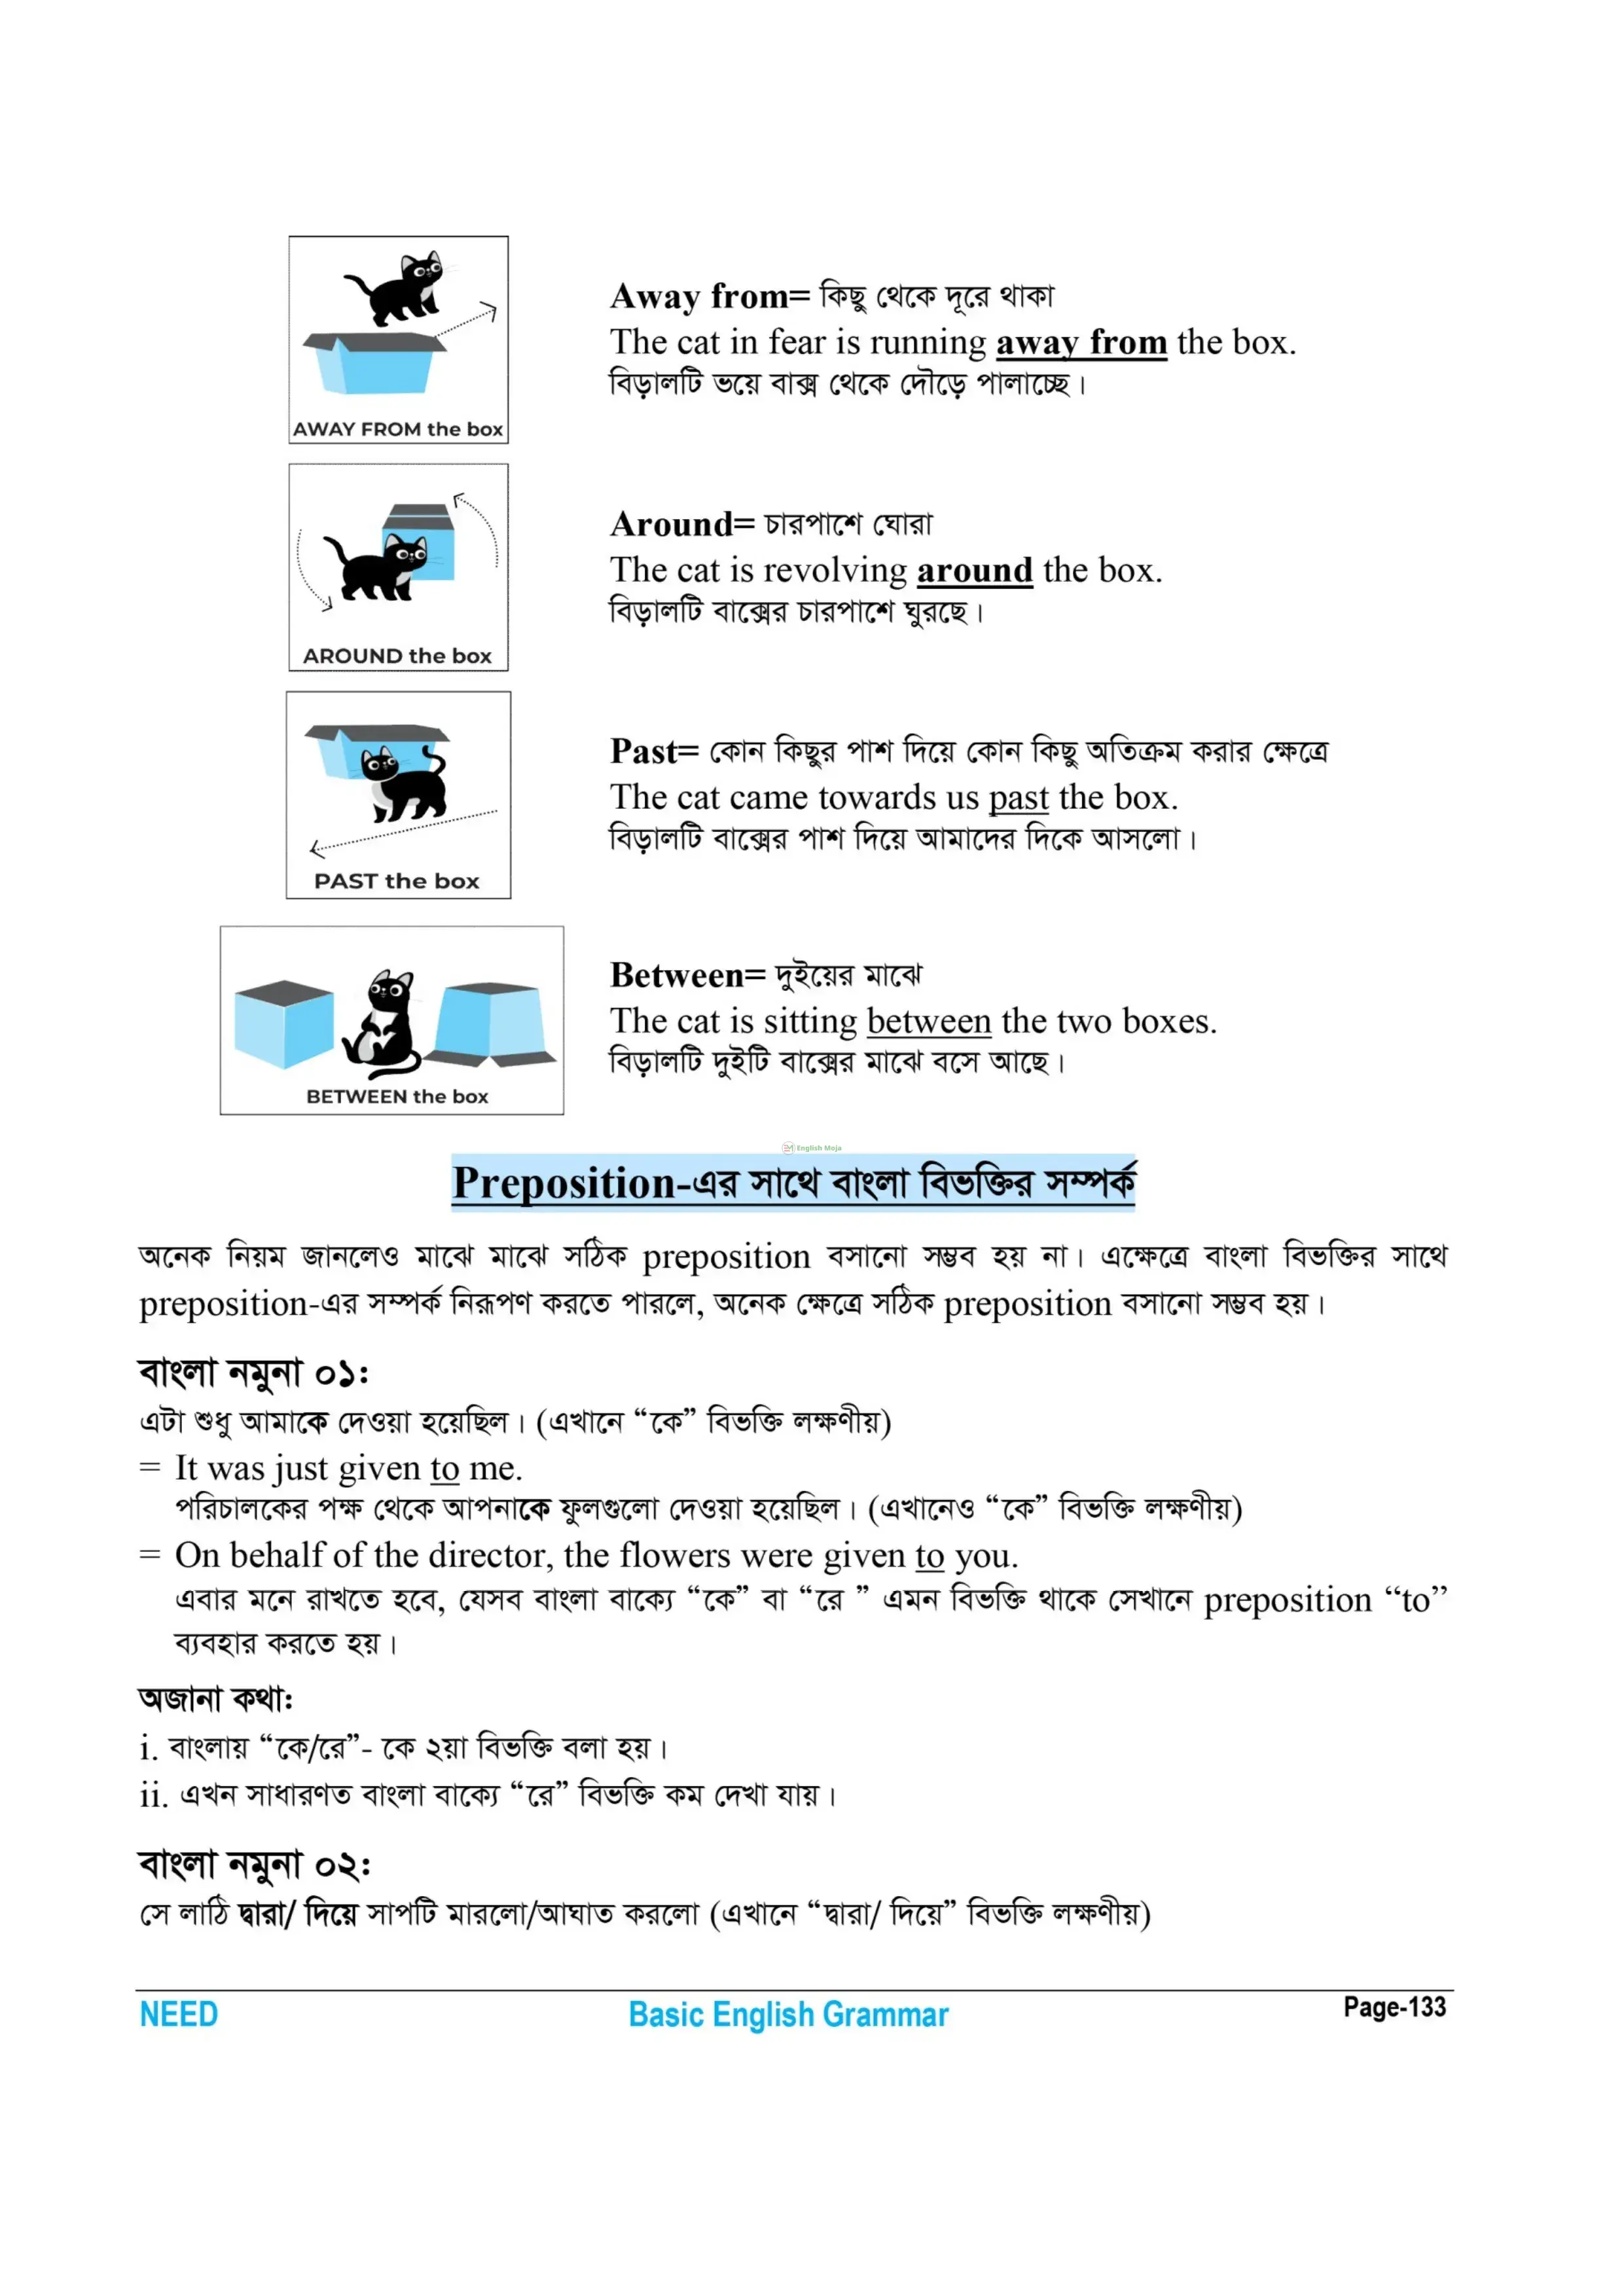 Away from= কিছু থেকে দূরে থাকা
The cat in fear is running away from the box.
বিড়ালটি ভয়ে বাক্স থেকে দৌড়ে পালাচ্ছে।
AWAY FROM the box
Around= চারপাশে ঘোরা
The cat is revolving around the box.
বিড়ালটি বাক্সের চারপাশে ঘুরছে।
AROUND the box
Past= কোন কিছুর পাশ দিয়ে কোন কিছু অতিক্রম করার ক্ষেত্রে
The cat came towards us past the box.
বিড়ালটি বাক্সের পাশ দিয়ে আমাদের দিকে আসলো।
PAST the box
Between= দুইয়ের মাঝে
The cat is sitting between the two boxes.
বিড়ালটি দুইটি বাক্সের মাঝে বসে আছে।
BETWEEN the box
English Moja
Preposition-এর সাথে বাংলা বিভক্তির সম্পর্ক
অনেক নিয়ম জানলেও মাঝে মাঝে সঠিক preposition বসানো সম্ভব হয় না। এক্ষেত্রে বাংলা বিভক্তির সাথে
preposition-এর সম্পর্ক নিরূপণ করতে পারলে, অনেক ক্ষেত্রে সঠিক preposition বসানো সম্ভব হয়।
বাংলা নমুনা ০১:
এটা শুধু আমাকে দেওয়া হয়েছিল। (এখানে “কে” বিভক্তি লক্ষণীয়)
= It was just given to me.
পরিচালকের পক্ষ থেকে আপনাকে ফুলগুলো দেওয়া হয়েছিল। (এখানেও “কে” বিভক্তি লক্ষণীয়)
= On behalf of the director, the flowers were given to you.
এবার মনে রাখতে হবে, যেসব বাংলা বাক্যে “কে” বা “রে ” এমন বিভক্তি থাকে সেখানে preposition “to”
ব্যবহার করতে হয়।
অজানা কথা:
i. বাংলায় “কে/রে”- কে ২য়া বিভক্তি বলা হয়।
ii. এখন সাধারণত বাংলা বাক্যে “রে” বিভক্তি কম দেখা যায়।
বাংলা নমুনা ০২:
সে লাঠি দ্বারা/ দিয়ে সাপটি মারলো/আঘাত করলো (এখানে “দ্বারা/ দিয়ে” বিভক্তি লক্ষণীয়)
NEED Basic English Grammar Page-133